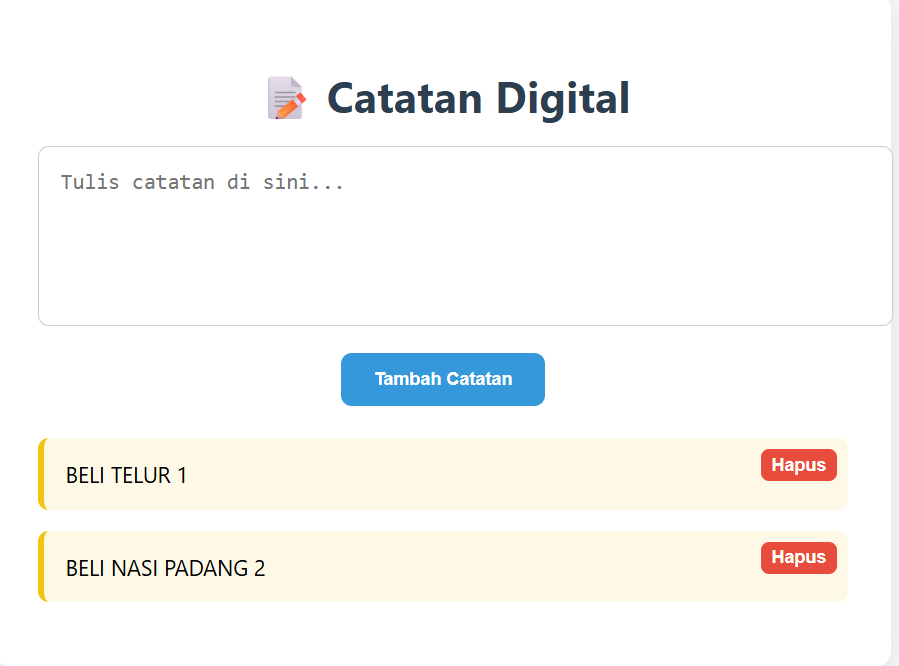 Catatan Digital
Tulis catatan di sini...
Tambah Catatan
BELI TELUR 1
Hapus
BELI NASI PADANG 2
Hapus